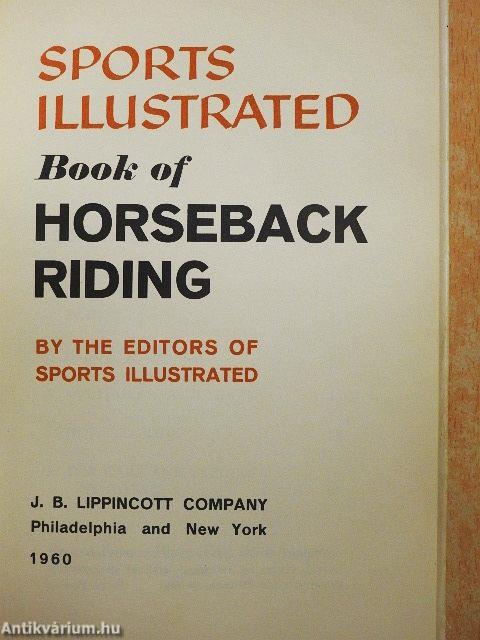 SPORTS
ILLUSTRATED
Book of
HORSEBACK
RIDING
BY THE EDITORS OF
SPORTS ILLUSTRATED
J. B. LIPPINCOTT COMPANY
Philadelphia and New York
1960
Antikvárium.hu